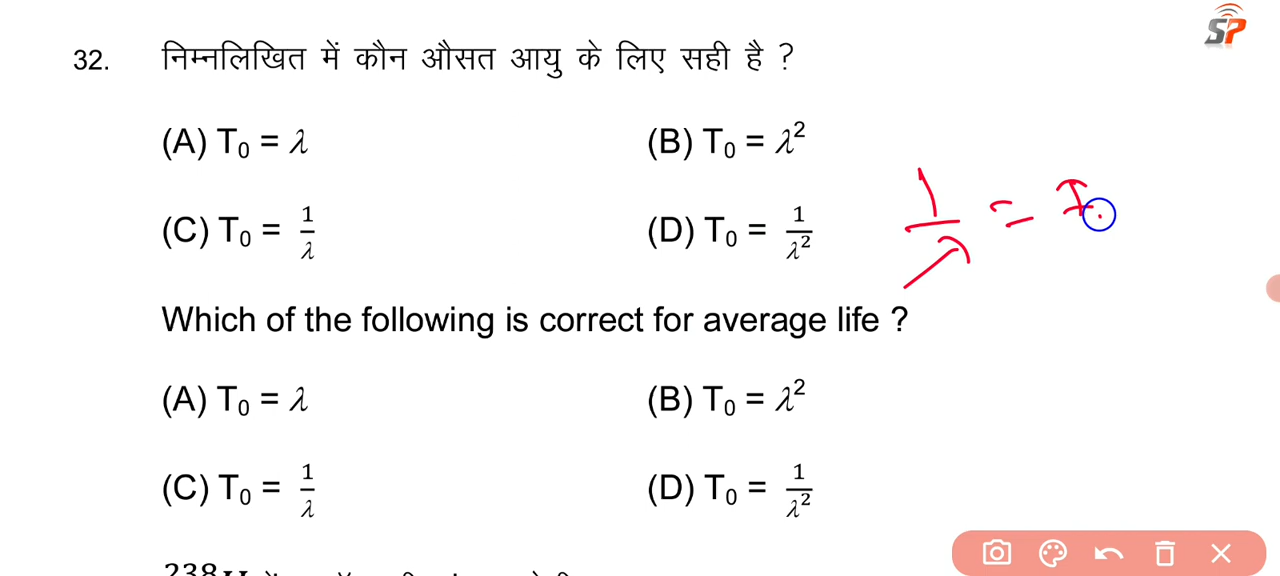 SP
32. निम्नलिखित में कौन औसत आयु के लिए सही है ?
(A) T₀ = λ (B) T₀ = λ²
(C) T₀ = 1/λ (D) T₀ = 1/λ²
1/λ = T₀
Which of the following is correct for average life ?
(A) T₀ = λ (B) T₀ = λ²
(C) T₀ = 1/λ (D) T₀ = 1/λ²